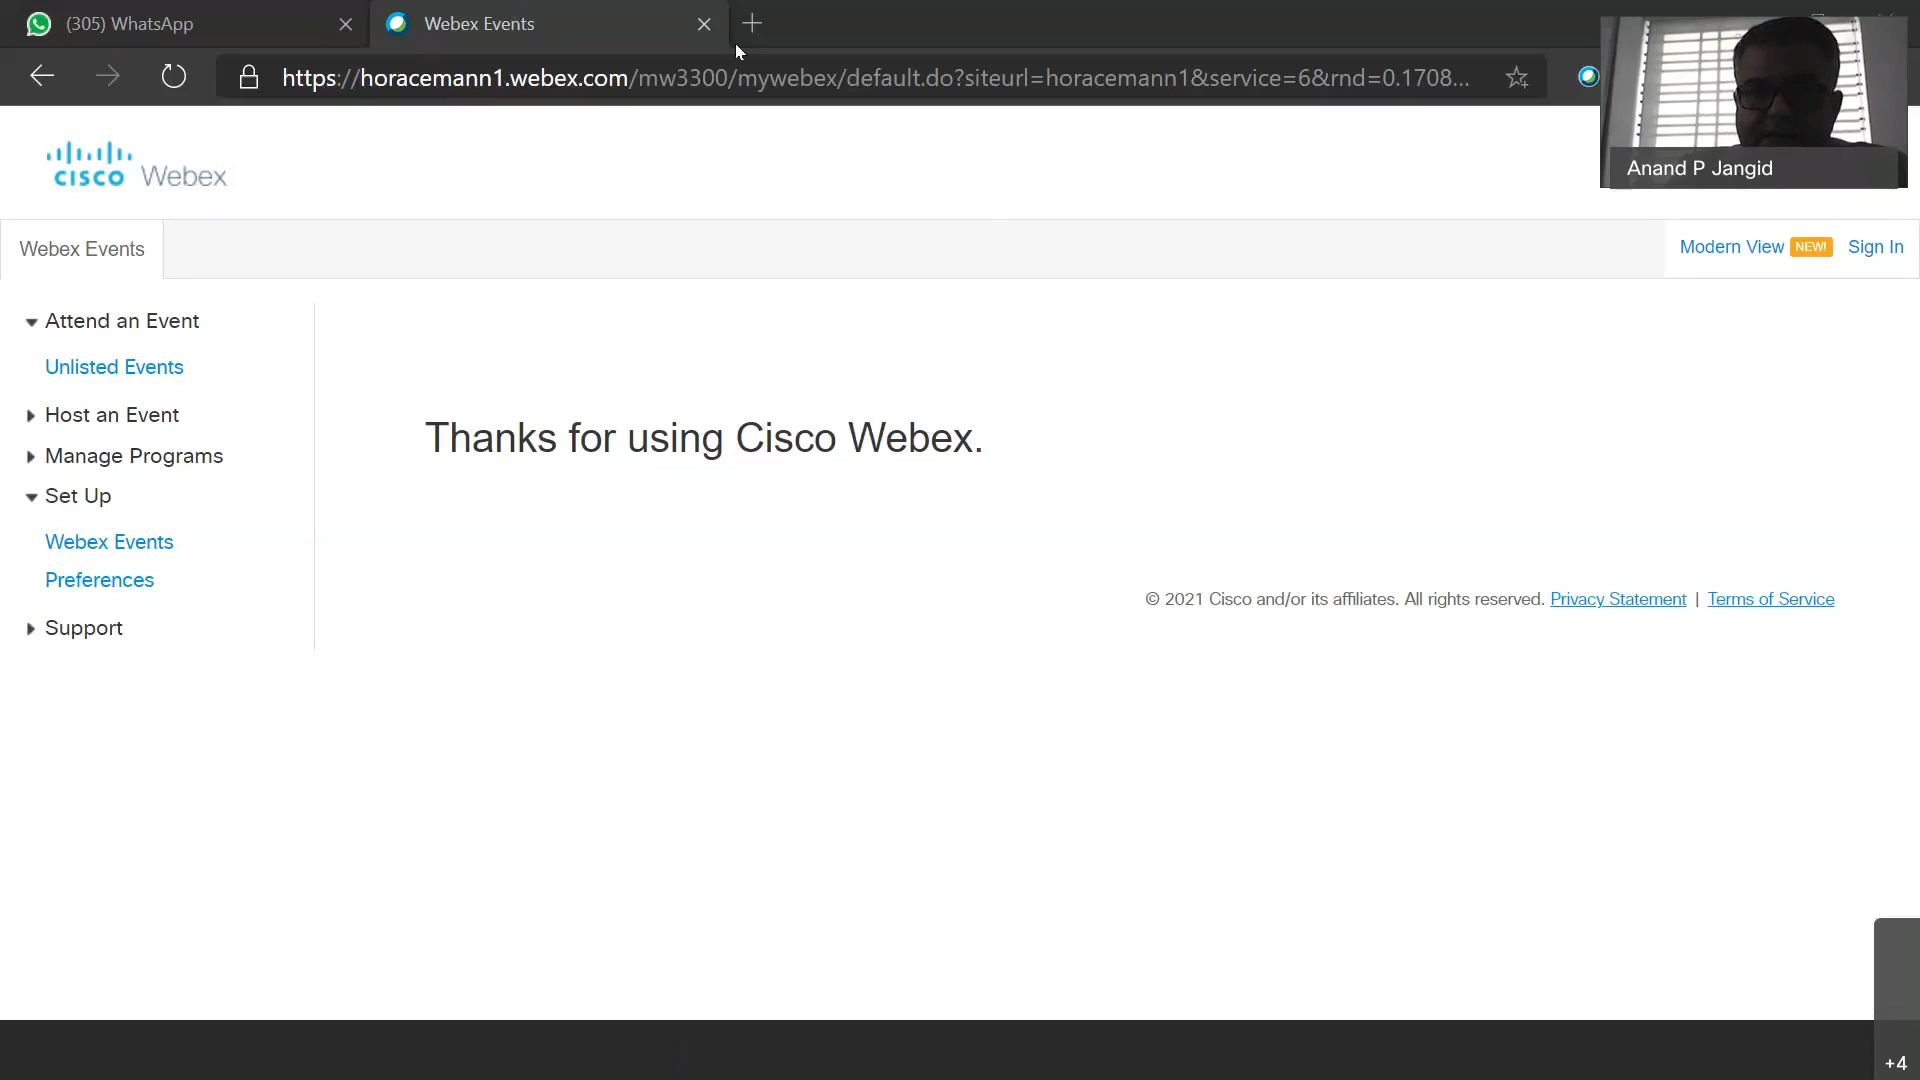 (305) WhatsApp
Webex Events
https://horacemann1.webex.com/mw3300/mywebex/default.do?siteurl=horacemann1&service=6&rnd=0.1708...
Anand P Jangid
CISCO Webex
Webex Events
Modern View NEW! Sign In
Attend an Event
Unlisted Events
Host an Event
Manage Programs
Set Up
Webex Events
Preferences
Support
Thanks for using Cisco Webex.
© 2021 Cisco and/or its affiliates. All rights reserved. Privacy Statement | Terms of Service
+4